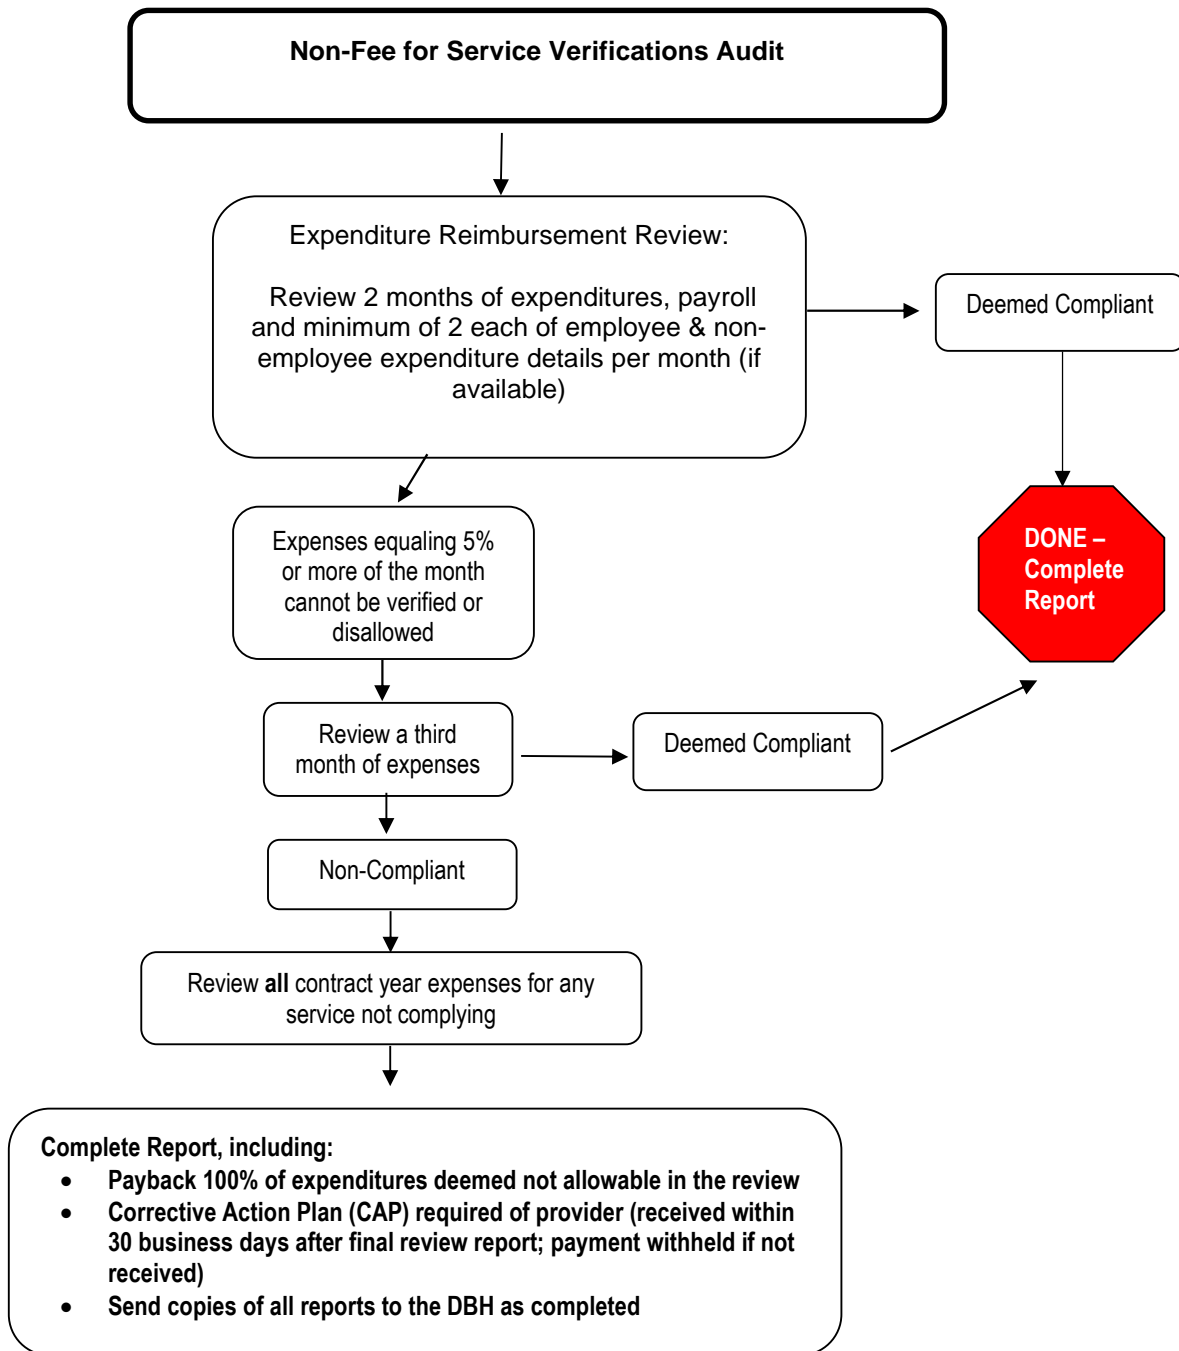 Non-Fee for Service Verifications Audit
Expenditure Reimbursement Review:
Review 2 months of expenditures, payroll
and minimum of 2 each of employee & non-
employee expenditure details per month (if
available)
Deemed Compliant
Expenses equaling 5%
or more of the month
cannot be verified or
disallowed
DONE –
Complete
Report
Review a third
month of expenses
Deemed Compliant
Non-Compliant
Review all contract year expenses for any
service not complying
Complete Report, including:
• Payback 100% of expenditures deemed not allowable in the review
• Corrective Action Plan (CAP) required of provider (received within
30 business days after final review report; payment withheld if not
received)
• Send copies of all reports to the DBH as completed